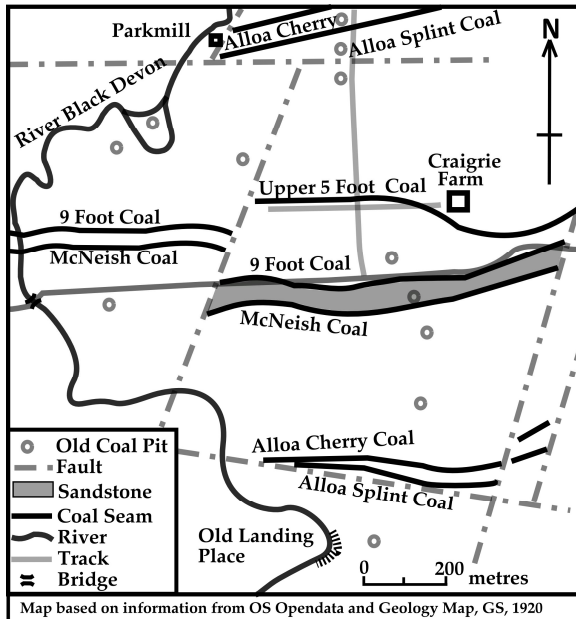 Parkmill
Alloa Cherry
Alloa Splint Coal
N
River Black Devon
Craigrie
Farm
Upper 5 Foot Coal
9 Foot Coal
McNeish Coal
9 Foot Coal
McNeish Coal
Alloa Cherry Coal
Alloa Splint Coal
Old Landing
Place
Old Coal Pit
Fault
Sandstone
Coal Seam
River
Track
Bridge
0 200 metres
Map based on information from OS Opendata and Geology Map, GS, 1920